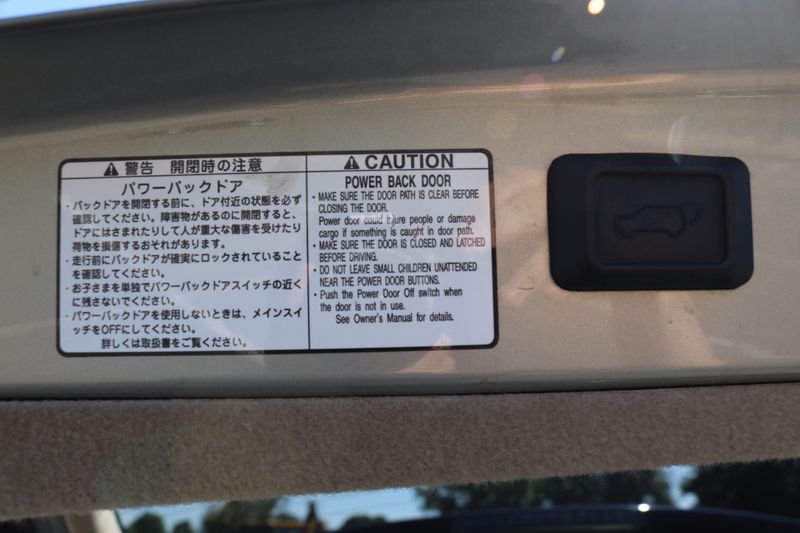 ⚠警告 開閉時の注意
パワーバックドア
・バックドアを開閉する前に、ドア付近の状態を必ず
確認してください。障害物があるのに開閉すると、
ドアにはさまれたりして人が重大な傷害を受けたり
荷物を損傷するおそれがあります。
・走行前にバックドアが確実にロックされていること
を確認してください。
・お子さまを単独でパワーバックドアスイッチの近く
に残さないでください。
・パワーバックドアを使用しないときは、メインスイ
ッチをOFFにしてください。
詳しくは取扱書をご覧ください。
⚠CAUTION
POWER BACK DOOR
• MAKE SURE THE DOOR PATH IS CLEAR BEFORE
CLOSING THE DOOR.
Power door could injure people or damage
cargo if something is caught in door path.
• MAKE SURE THE DOOR IS CLOSED AND LATCHED
BEFORE DRIVING.
• DO NOT LEAVE SMALL CHILDREN UNATTENDED
NEAR THE POWER DOOR BUTTONS.
• Push the Power Door Off switch when
the door is not in use.
See Owner's Manual for details.